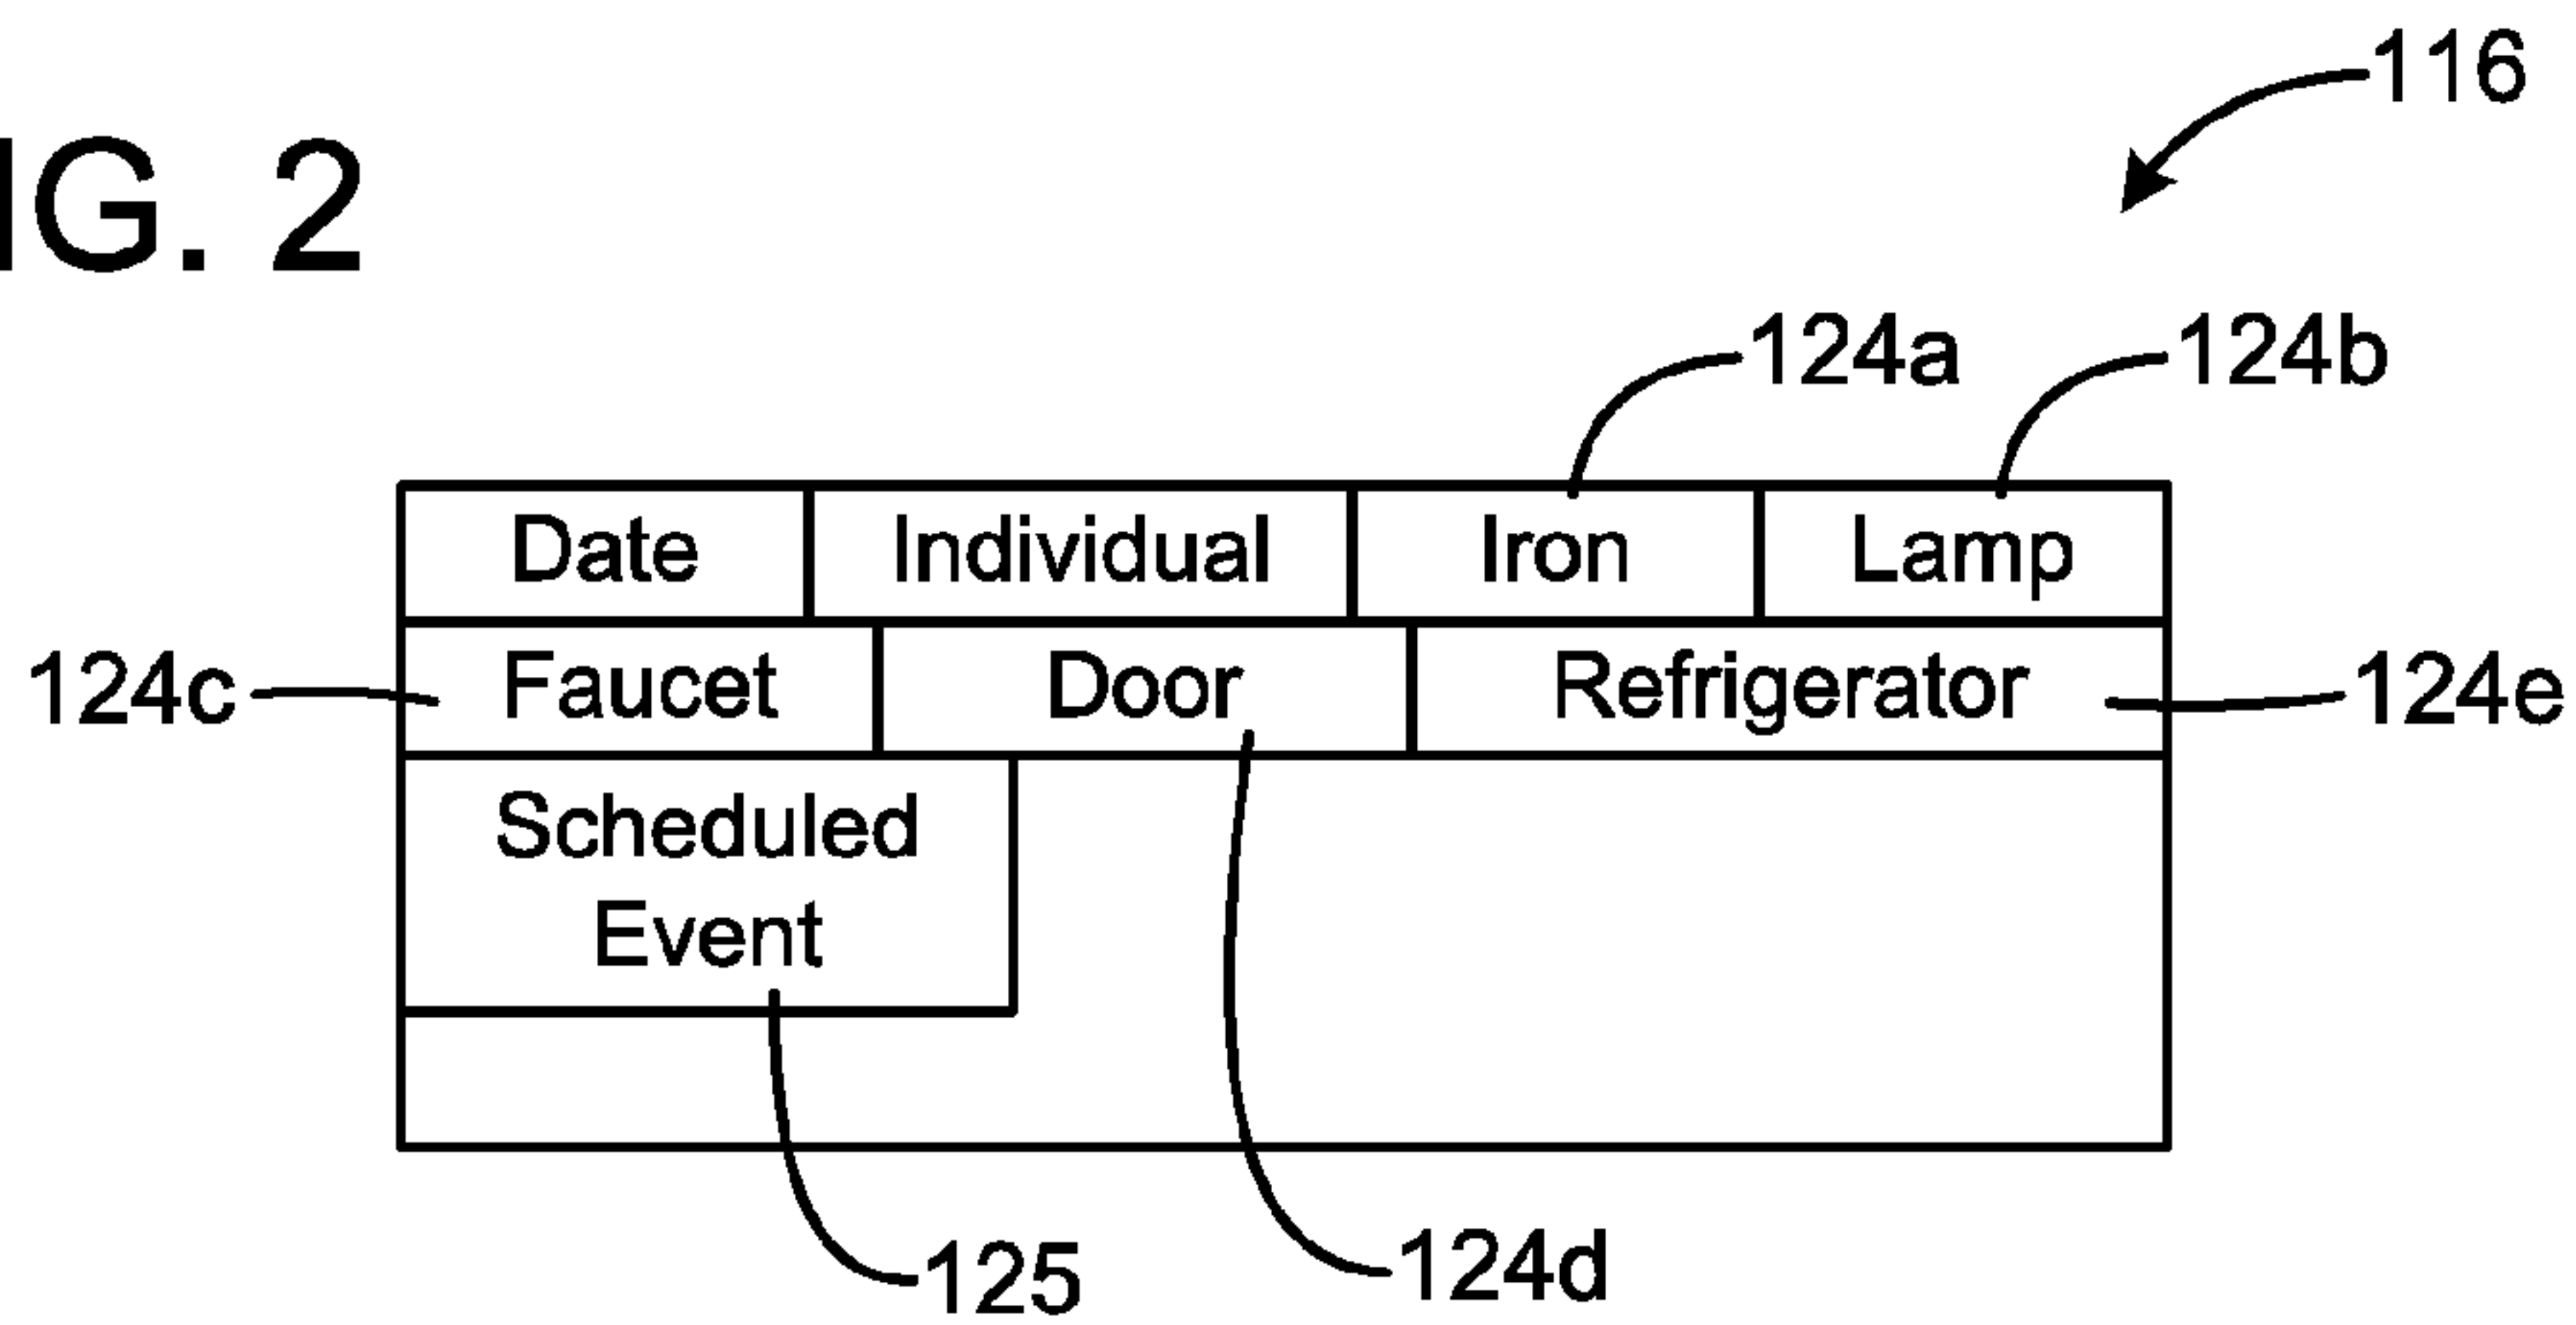 116
IG. 2
124a 124b
Date Individual Iron Lamp
124c Faucet Door Refrigerator 124e
Scheduled
Event
125 124d